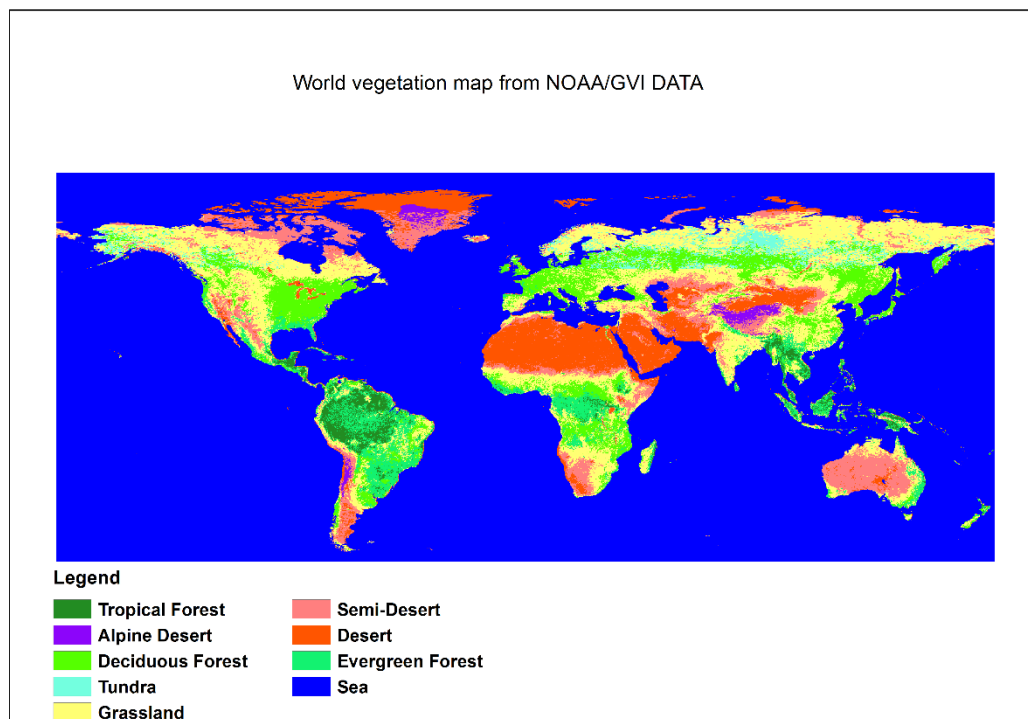 World vegetation map from NOAA/GVI DATA
Legend
Tropical Forest
Alpine Desert
Deciduous Forest
Tundra
Grassland
Semi-Desert
Desert
Evergreen Forest
Sea